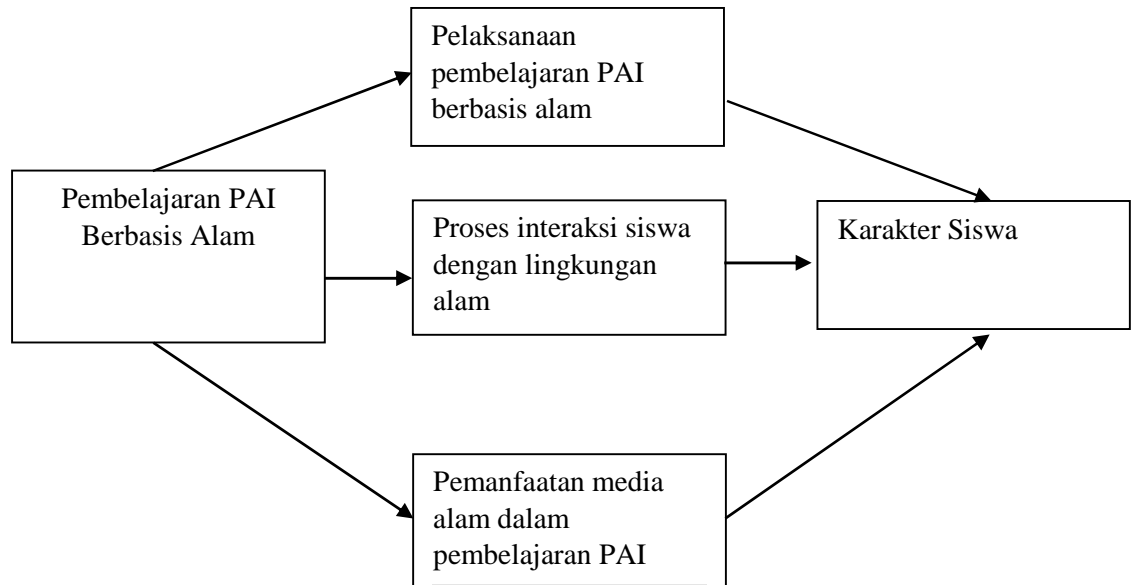 Pelaksanaan
pembelajaran PAI
berbasis alam
Pembelajaran PAI
Berbasis Alam
Proses interaksi siswa
dengan lingkungan
alam
Karakter Siswa
Pemanfaatan media
alam dalam
pembelajaran PAI